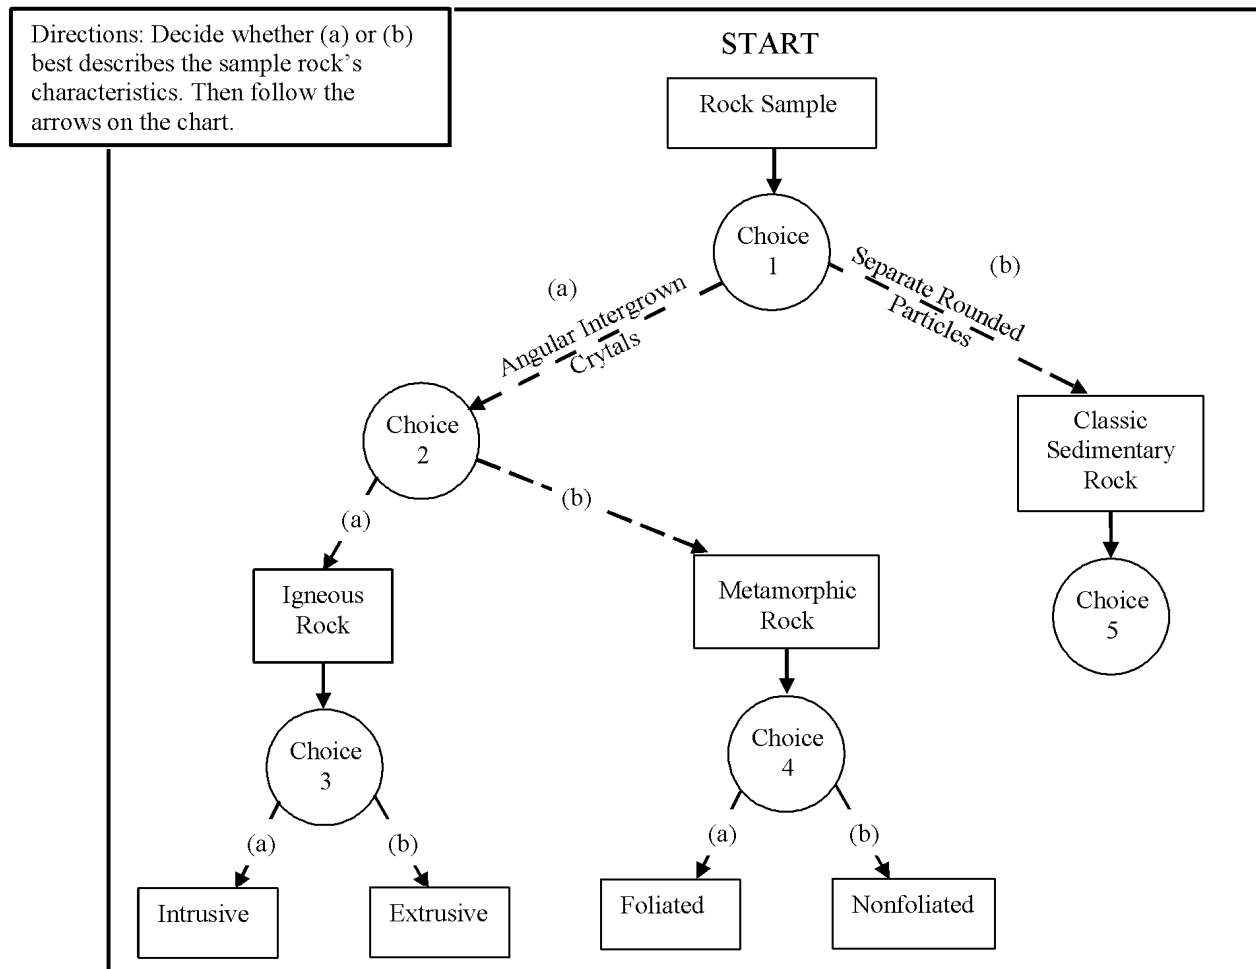 Directions: Decide whether (a) or (b)
best describes the sample rock's
characteristics. Then follow the
arrows on the chart.
START
Rock Sample
Choice
1
(a)
Angular Intergrown
Crytals
(b)
Separate Rounded
Particles
Choice
2
Classic
Sedimentary
Rock
(a)
(b)
Igneous
Rock
Metamorphic
Rock
Choice
5
Choice
3
Choice
4
(a)
(b)
(a)
(b)
Intrusive
Extrusive
Foliated
Nonfoliated